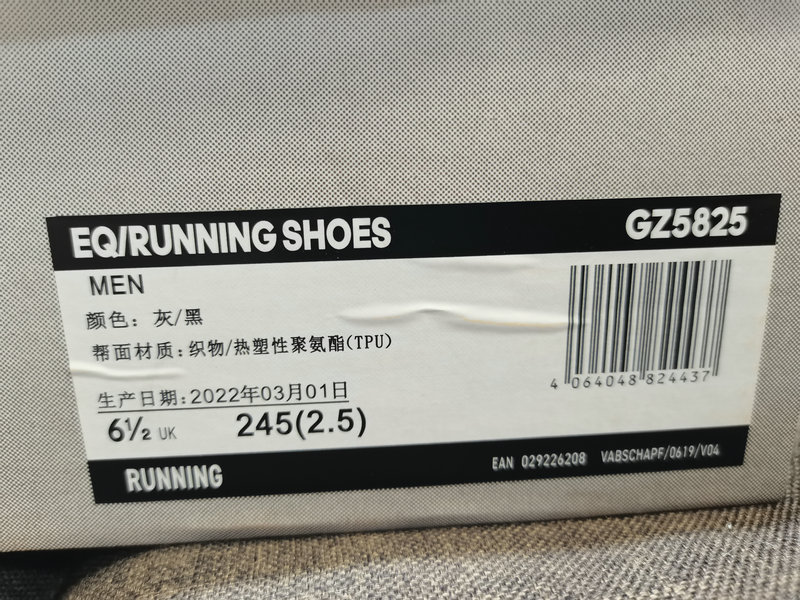 EQ/RUNNING SHOES GZ5825
MEN
颜色：灰/黑
帮面材质：织物/热塑性聚氨酯(TPU)
生产日期：2022年03月01日
6½ UK 245(2.5)
4 064048 824437
RUNNING EAN 029226208 VABSCHAPF/0619/V04